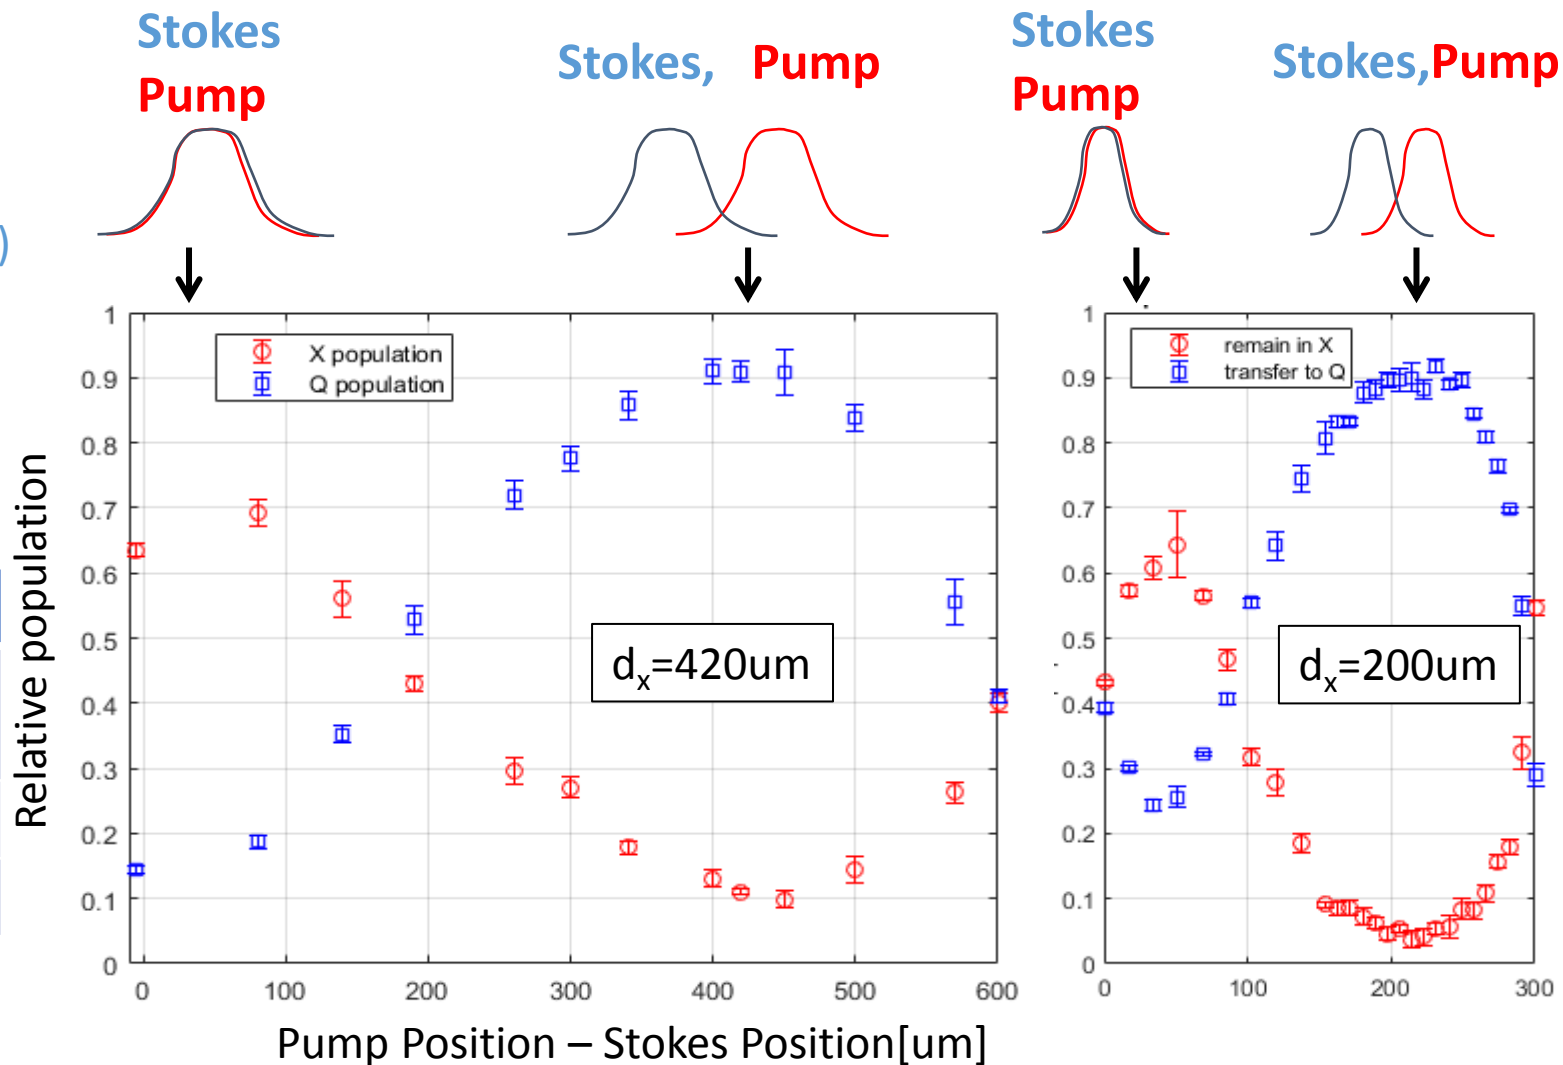 Stokes
Pump
Stokes, Pump
Stokes
Pump
Stokes,Pump
)
Relative population
1
0.9
0.8
0.7
0.6
0.5
0.4
0.3
0.2
0.1
0
X population
Q population
dx=420um
0
100
200
300
400
500
600
Pump Position – Stokes Position[um]
1
0.9
0.8
0.7
0.6
0.5
0.4
0.3
0.2
0.1
0
remain in X
transfer to Q
dx=200um
0
100
200
300